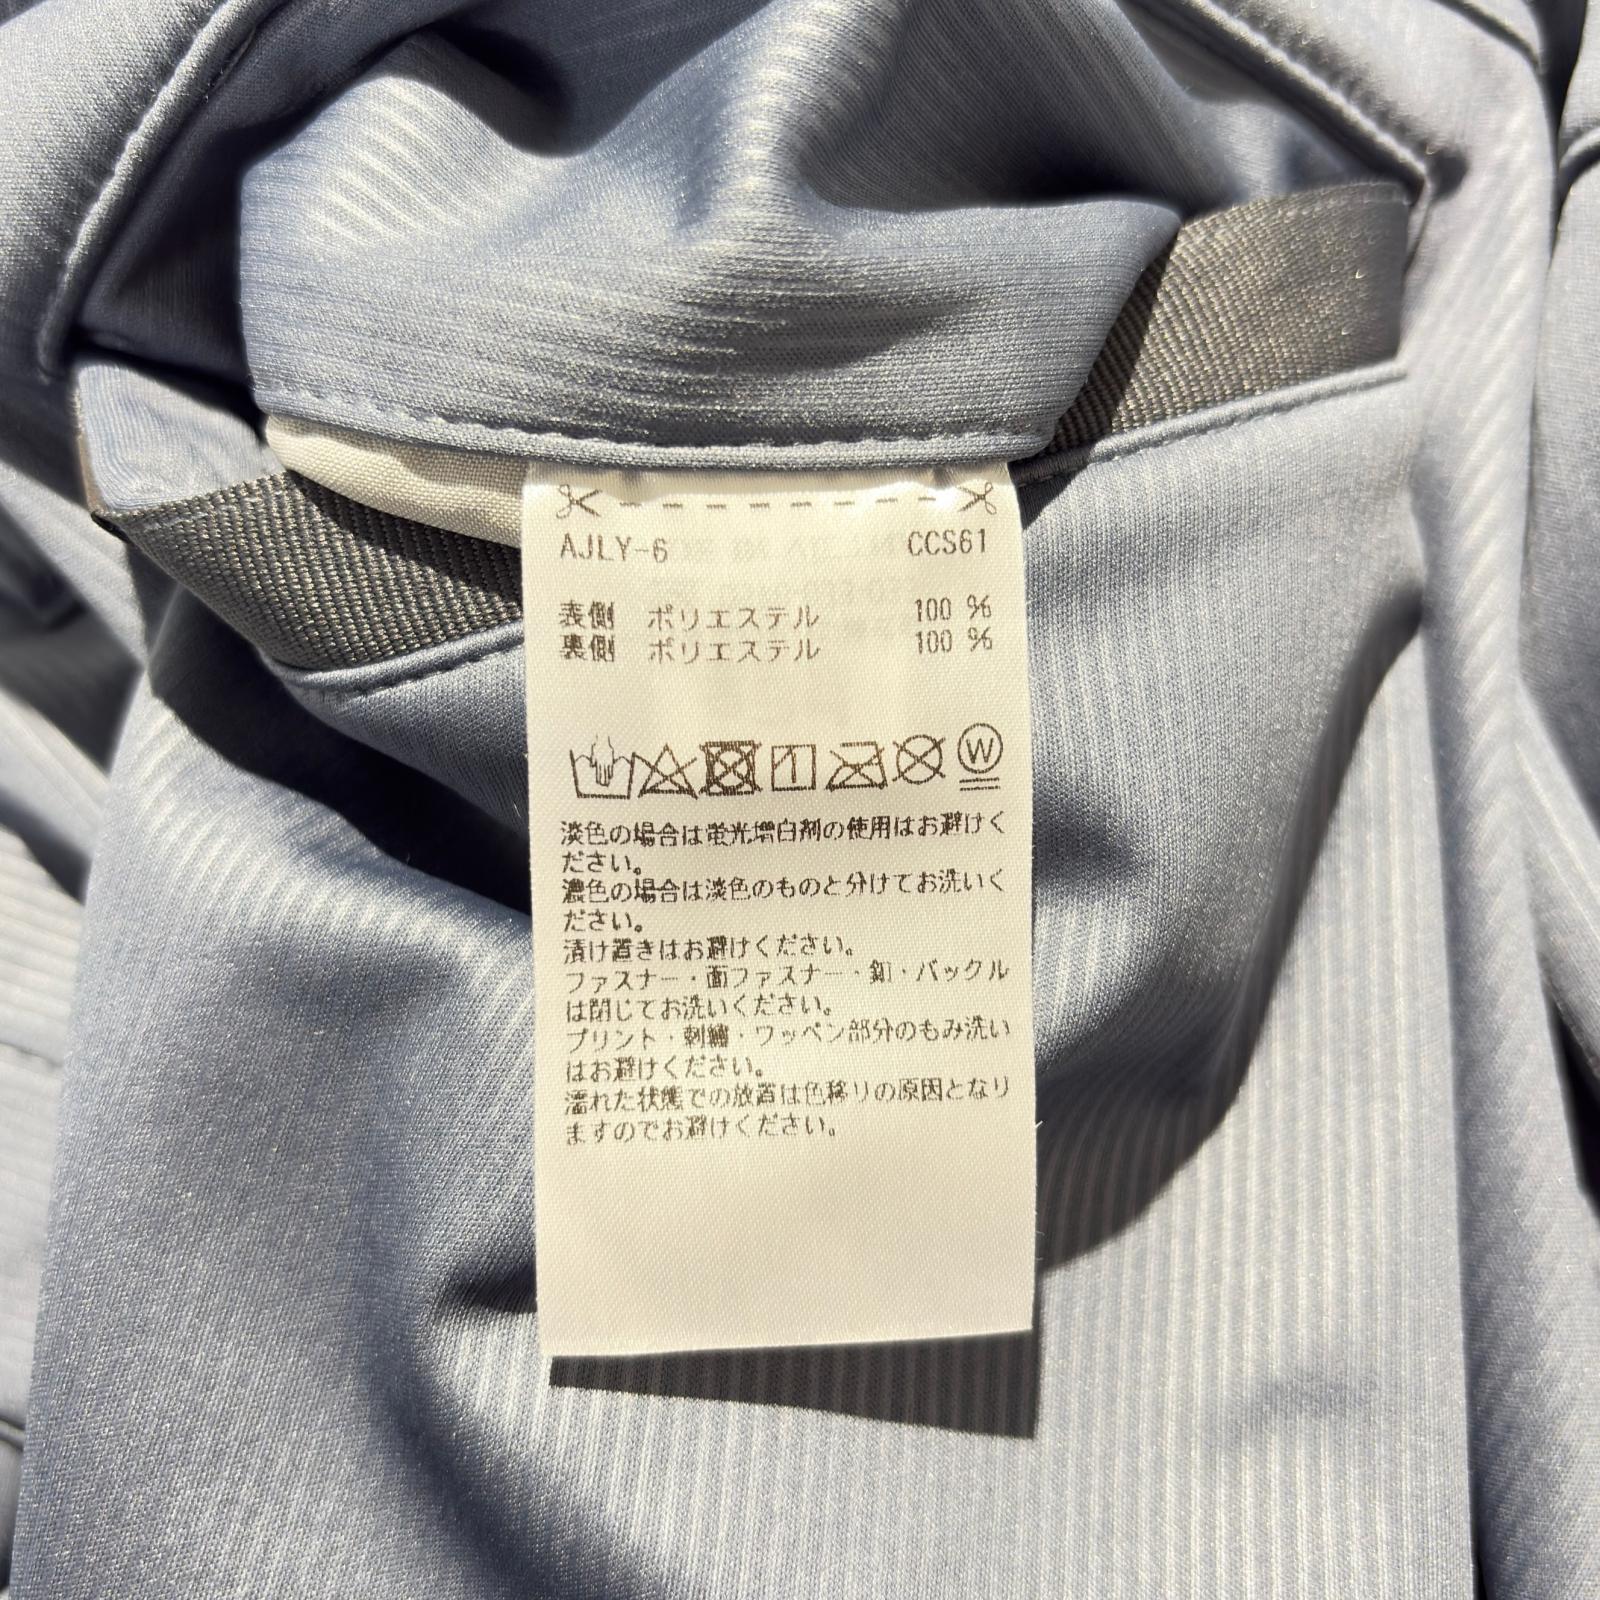 AJLY-6 CCS61
表側 ポリエステル 100 %
裏側 ポリエステル 100 %
W
淡色の場合は蛍光増白剤の使用はお避けく
ださい。
濃色の場合は淡色のものと分けてお洗いく
ださい。
漬け置きはお避けください。
ファスナー・面ファスナー・釦・バックル
は閉じてお洗いください。
プリント・刺繍・ワッペン部分のもみ洗い
はお避けください。
濡れた状態での放置は色移りの原因となり
ますのでお避けください。